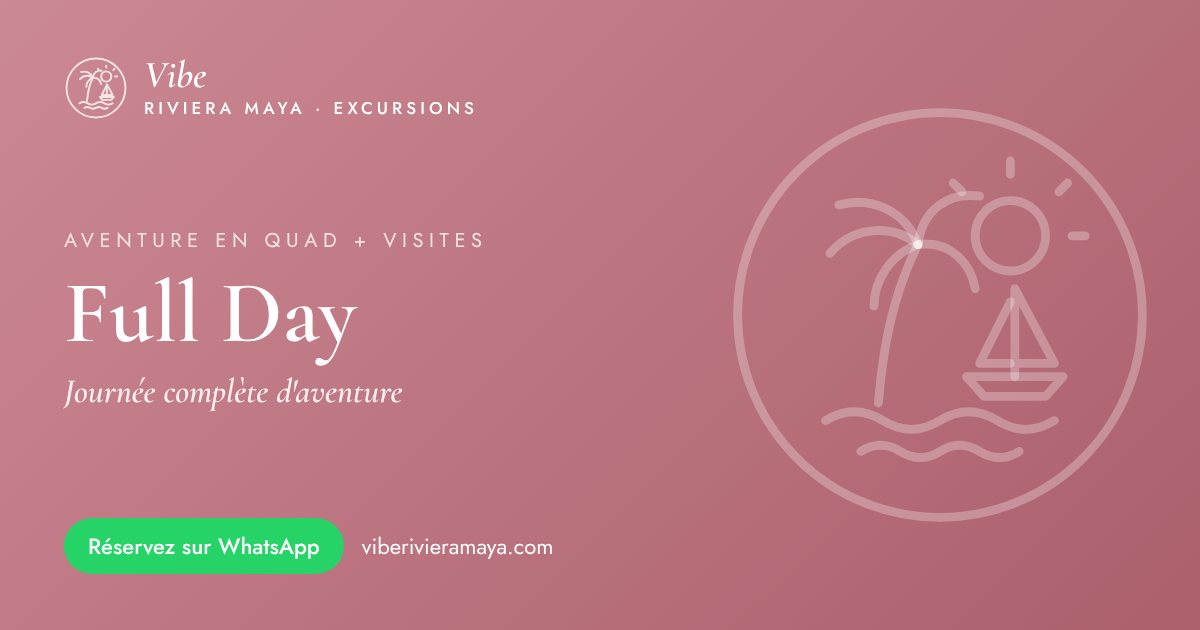 Vibe
RIVIERA MAYA · EXCURSIONS
AVENTURE EN QUAD + VISITES
Full Day
Journée complète d'aventure
Réservez sur WhatsApp
viberivieramaya.com